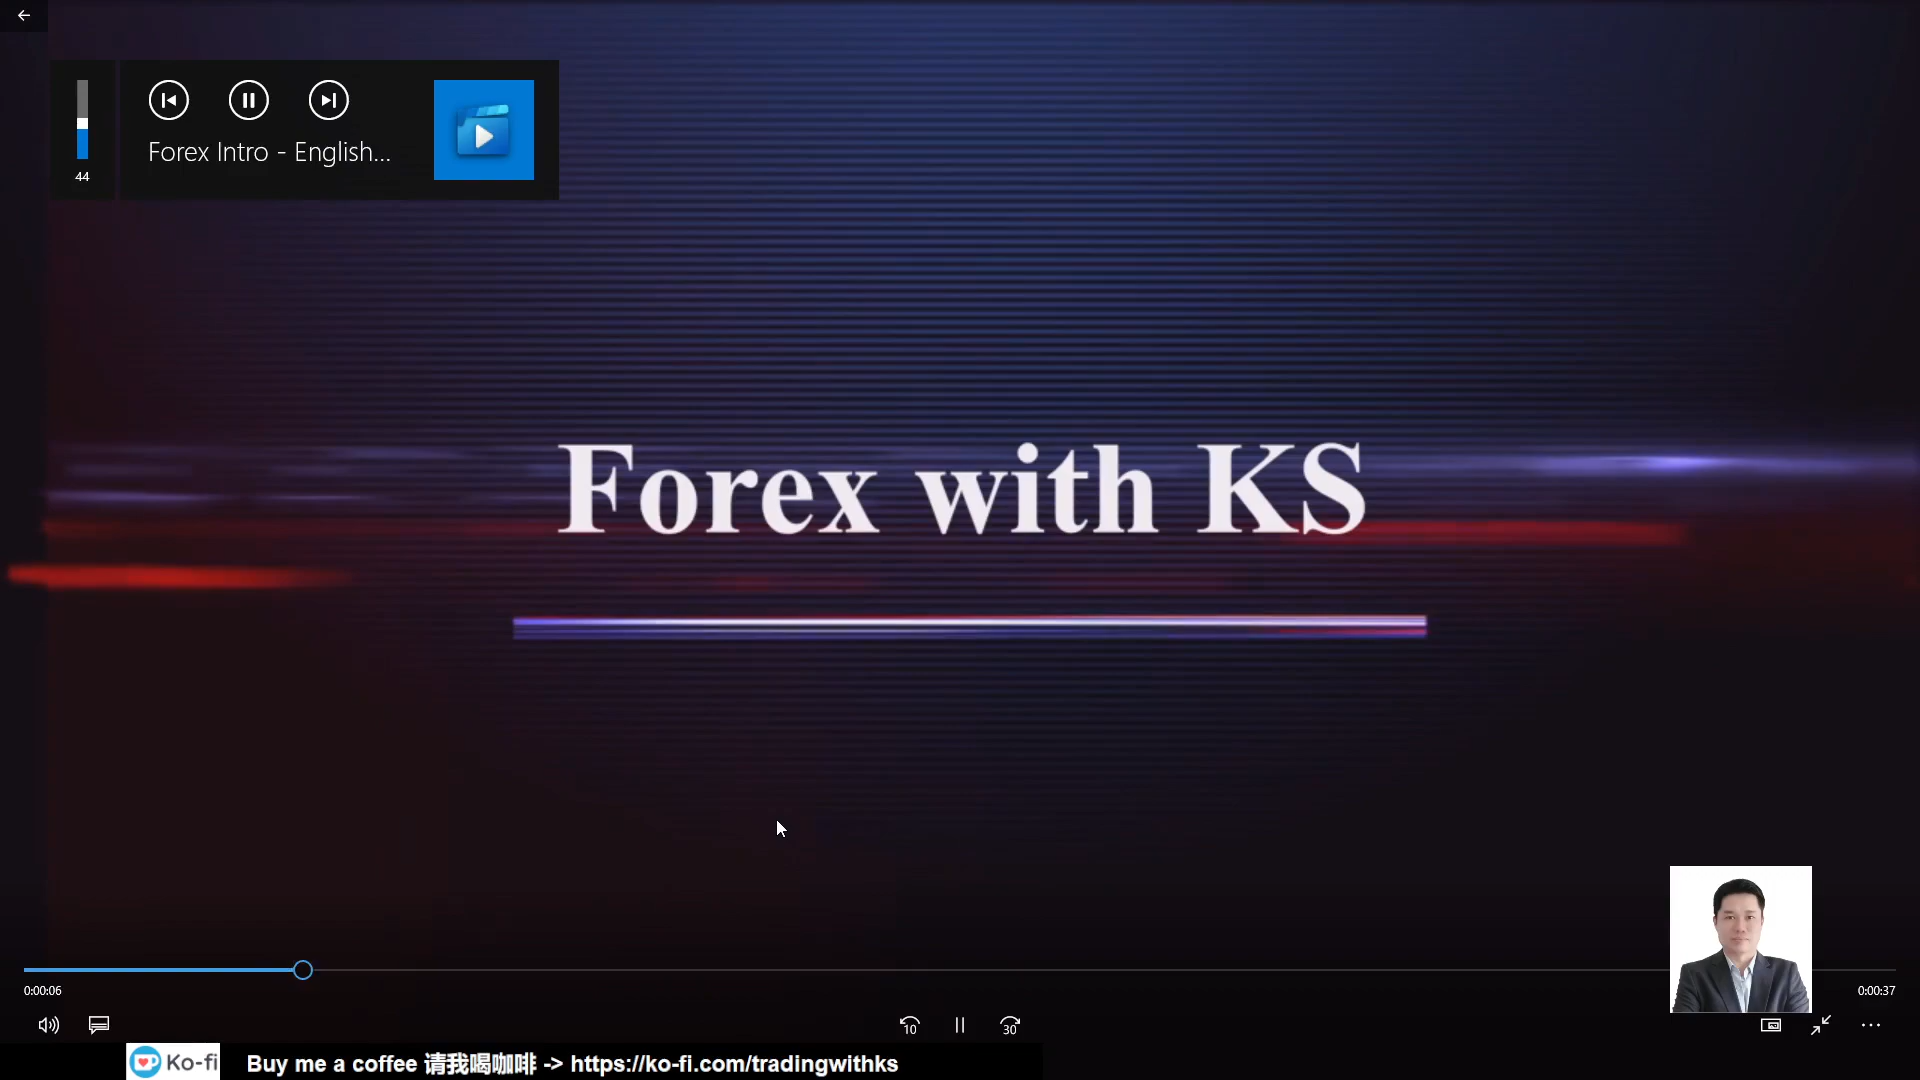 Forex Intro - English...
44
Forex with KS
0:00:06
0:00:37
10
30
Ko-fi
Buy me a coffee 请我喝咖啡 -> https://ko-fi.com/tradingwithks